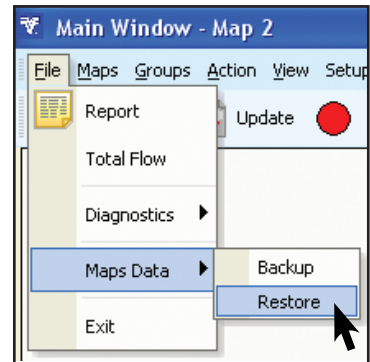 Main Window - Map 2
File Maps Groups Action View Setup
Report
Update
Total Flow
Diagnostics
Maps Data
Backup
Restore
Exit